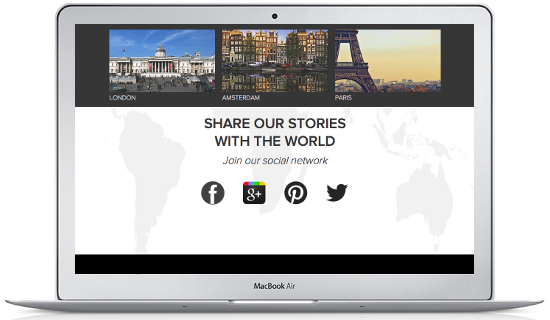 LONDON
AMSTERDAM
PARIS
SHARE OUR STORIES
WITH THE WORLD
Join our social network
f
g+
MacBook Air